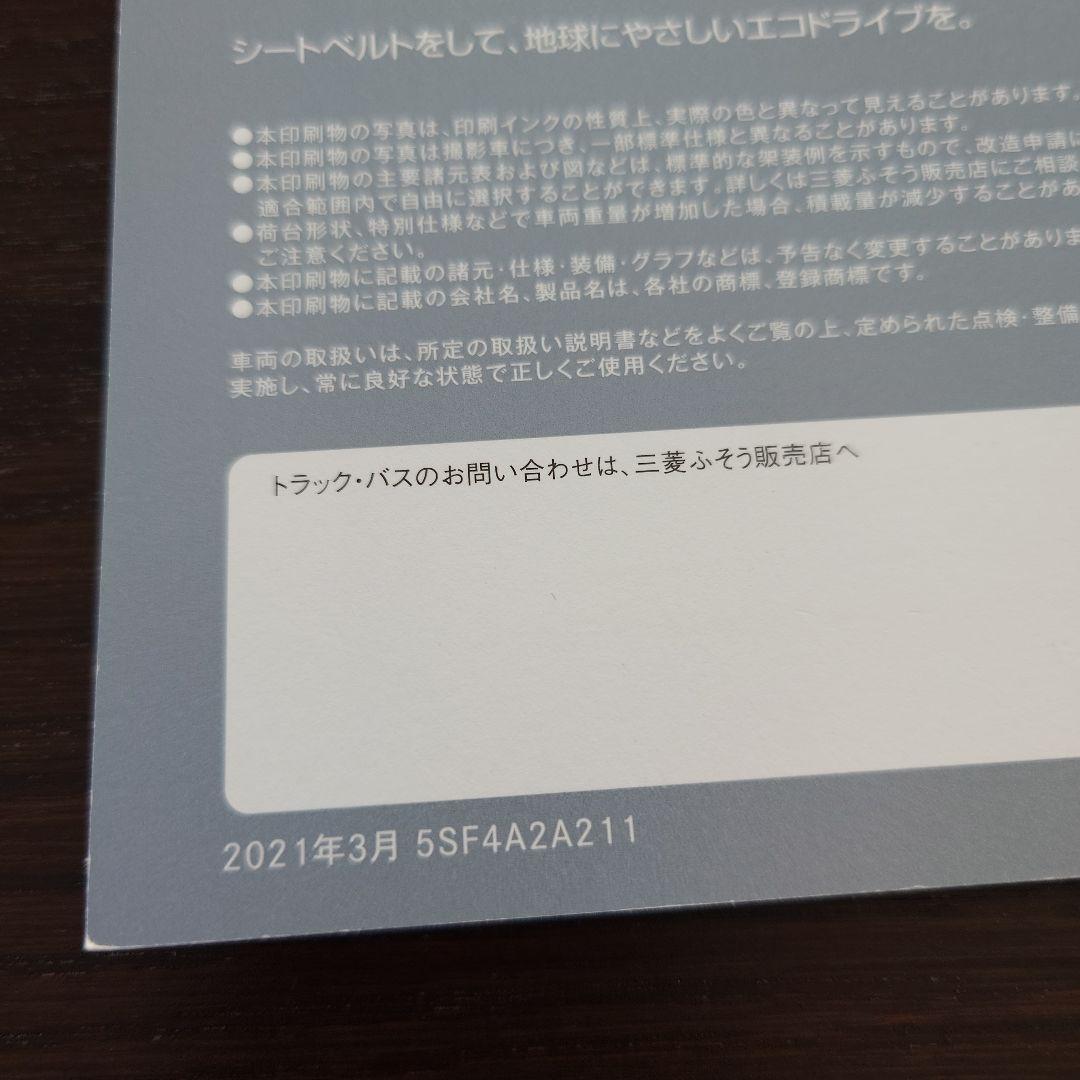 シートベルトをして、地球にやさしいエコドライブを。
●本印刷物の写真は、印刷インクの性質上、実際の色と異なって見えることがあります。
●本印刷物の写真は撮影車につき、一部標準仕様と異なることがあります。
●本印刷物の主要諸元表および図などは、標準的な架装例を示すもので、改造申請に
適合範囲内で自由に選択することができます。詳しくは三菱ふそう販売店にご相談
●荷台形状、特別仕様などで車両重量が増加した場合、積載量が減少することがあ
ご注意ください。
●本印刷物に記載の諸元・仕様・装備・グラフなどは、予告なく変更することがありま
●本印刷物に記載の会社名、製品名は、各社の商標、登録商標です。
車両の取扱いは、所定の取扱い説明書などをよくご覧の上、定められた点検・整備
実施し、常に良好な状態で正しくご使用ください。
トラック・バスのお問い合わせは、三菱ふそう販売店へ
2021年3月 5SF4A2A211